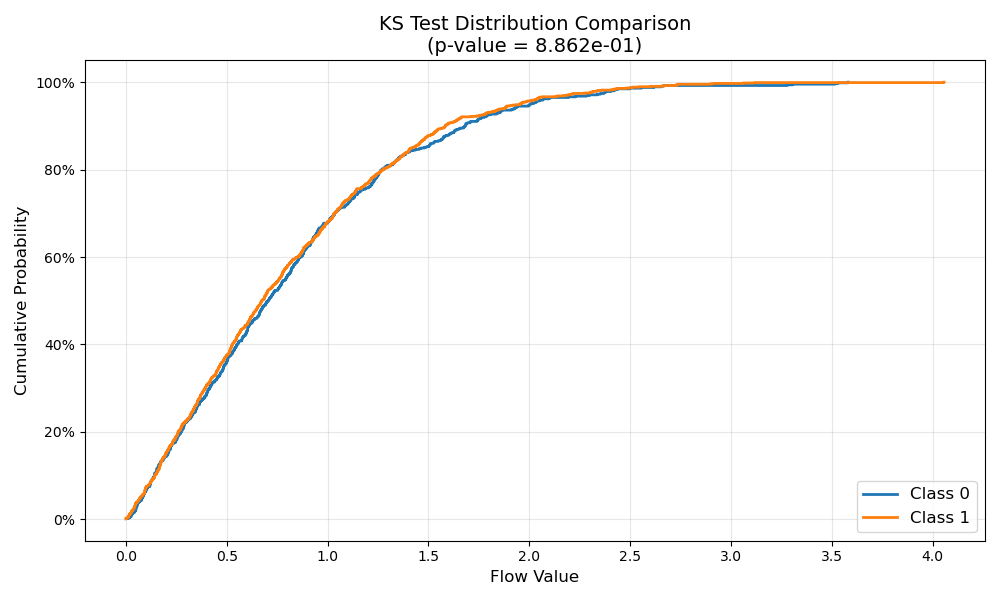 KS Test Distribution Comparison
(p-value = 8.862e-01)
Cumulative Probability
100%
80%
60%
40%
20%
0%
0.0 0.5 1.0 1.5 2.0 2.5 3.0 3.5 4.0
Flow Value
Class 0
Class 1